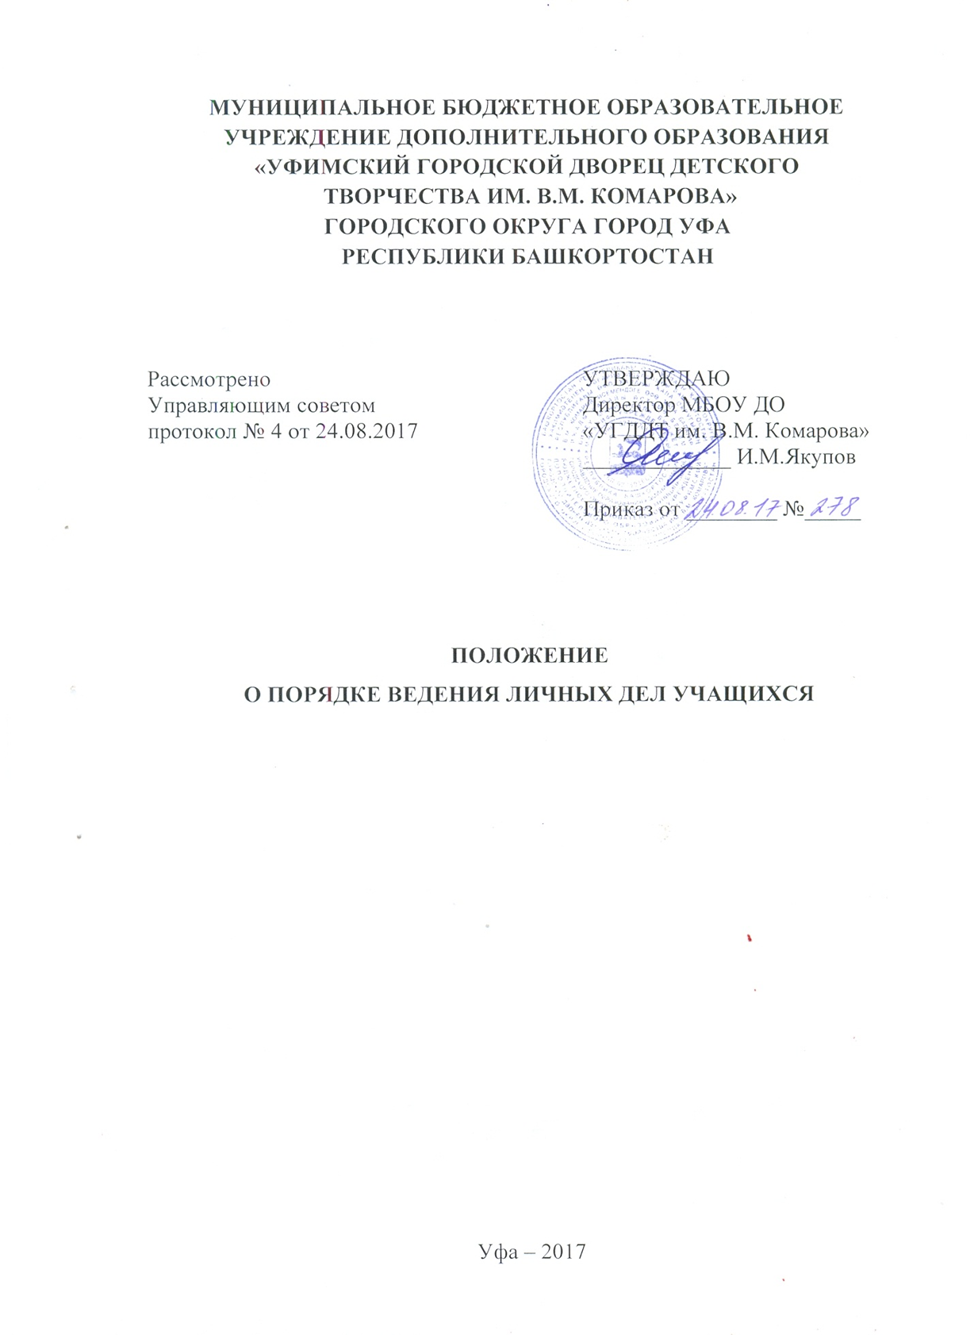 МУНИЦИПАЛЬНОЕ БЮДЖЕТНОЕ ОБРАЗОВАТЕЛЬНОЕ
УЧРЕЖДЕНИЕ ДОПОЛНИТЕЛЬНОГО ОБРАЗОВАНИЯ
«УФИМСКИЙ ГОРОДСКОЙ ДВОРЕЦ ДЕТСКОГО
ТВОРЧЕСТВА ИМ. В.М. КОМАРОВА»
ГОРОДСКОГО ОКРУГА ГОРОД УФА
РЕСПУБЛИКИ БАШКОРТОСТАН
Рассмотрено
Управляющим советом
протокол № 4 от 24.08.2017
УТВЕРЖДАЮ
Директор МБОУ ДО
«УГДДТ им. В.М. Комарова»
И.М.Якупов
Приказ от 24.08.17 № 278
ПОЛОЖЕНИЕ
О ПОРЯДКЕ ВЕДЕНИЯ ЛИЧНЫХ ДЕЛ УЧАЩИХСЯ
Уфа – 2017